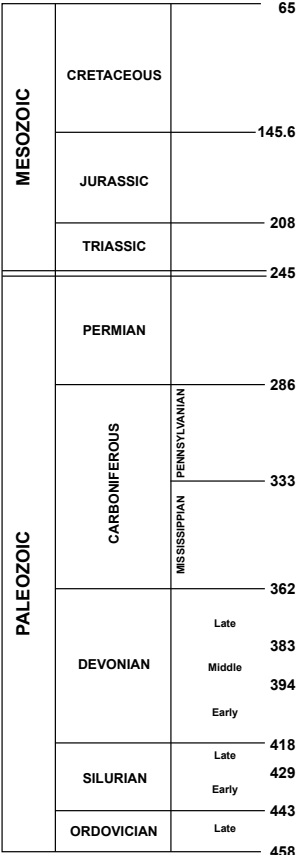 65
MESOZOIC
CRETACEOUS
145.6
JURASSIC
208
TRIASSIC
245
PALEOZOIC
PERMIAN
286
CARBONIFEROUS
PENNSYLVANIAN
333
MISSISSIPPIAN
362
DEVONIAN
Late
383
Middle
394
Early
418
SILURIAN
Late
429
Early
443
ORDOVICIAN
Late
458